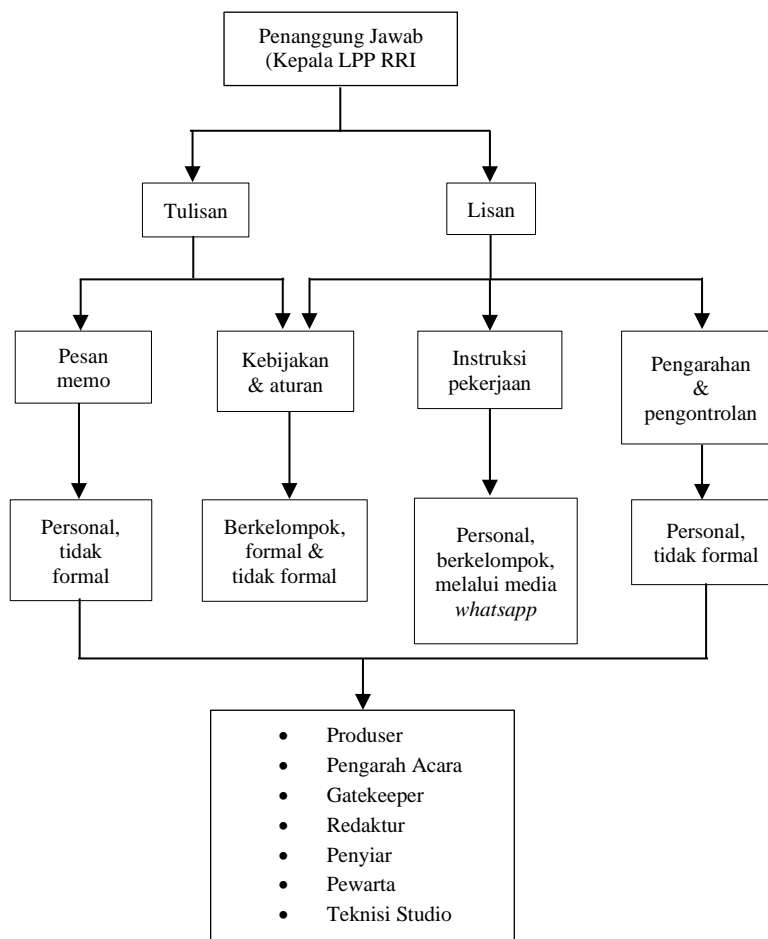 Penanggung Jawab
(Kepala LPP RRI
Tulisan
Lisan
Pesan
memo
Kebijakan
& aturan
Instruksi
pekerjaan
Pengarahan
&
pengontrolan
Personal,
tidak
formal
Berkelompok,
formal &
tidak formal
Personal,
berkelompok,
melalui media
whatsapp
Personal,
tidak formal
• Produser
• Pengarah Acara
• Gatekeeper
• Redaktur
• Penyiar
• Pewarta
• Teknisi Studio